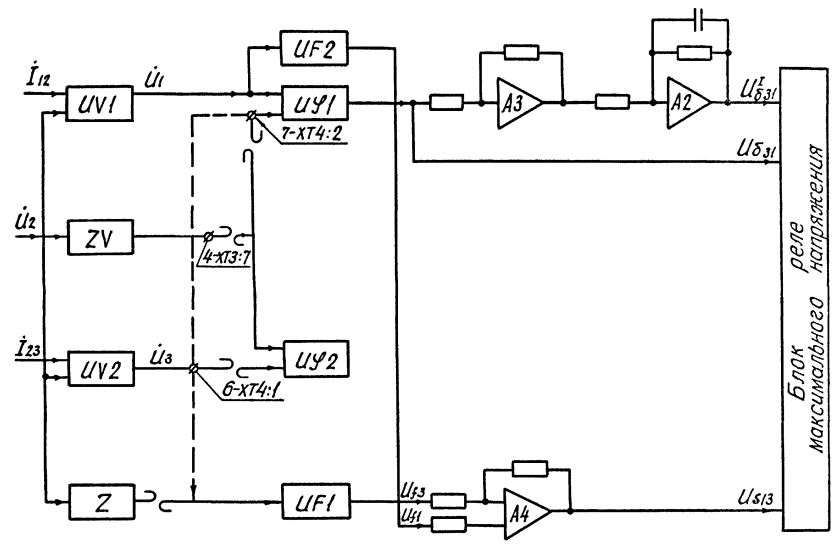 UF2
İ12
U̇1
UV1
Uφ1
7-XT4:2
A3
A2
U^I δ31
Uδ31
U̇2
ZV
4-XT3:7
İ23
UV2
U̇3
Uφ2
6-XT4:1
Z
UF1
Uf3
Uf1
A4
Us13
Блок реле
максимального напряжения